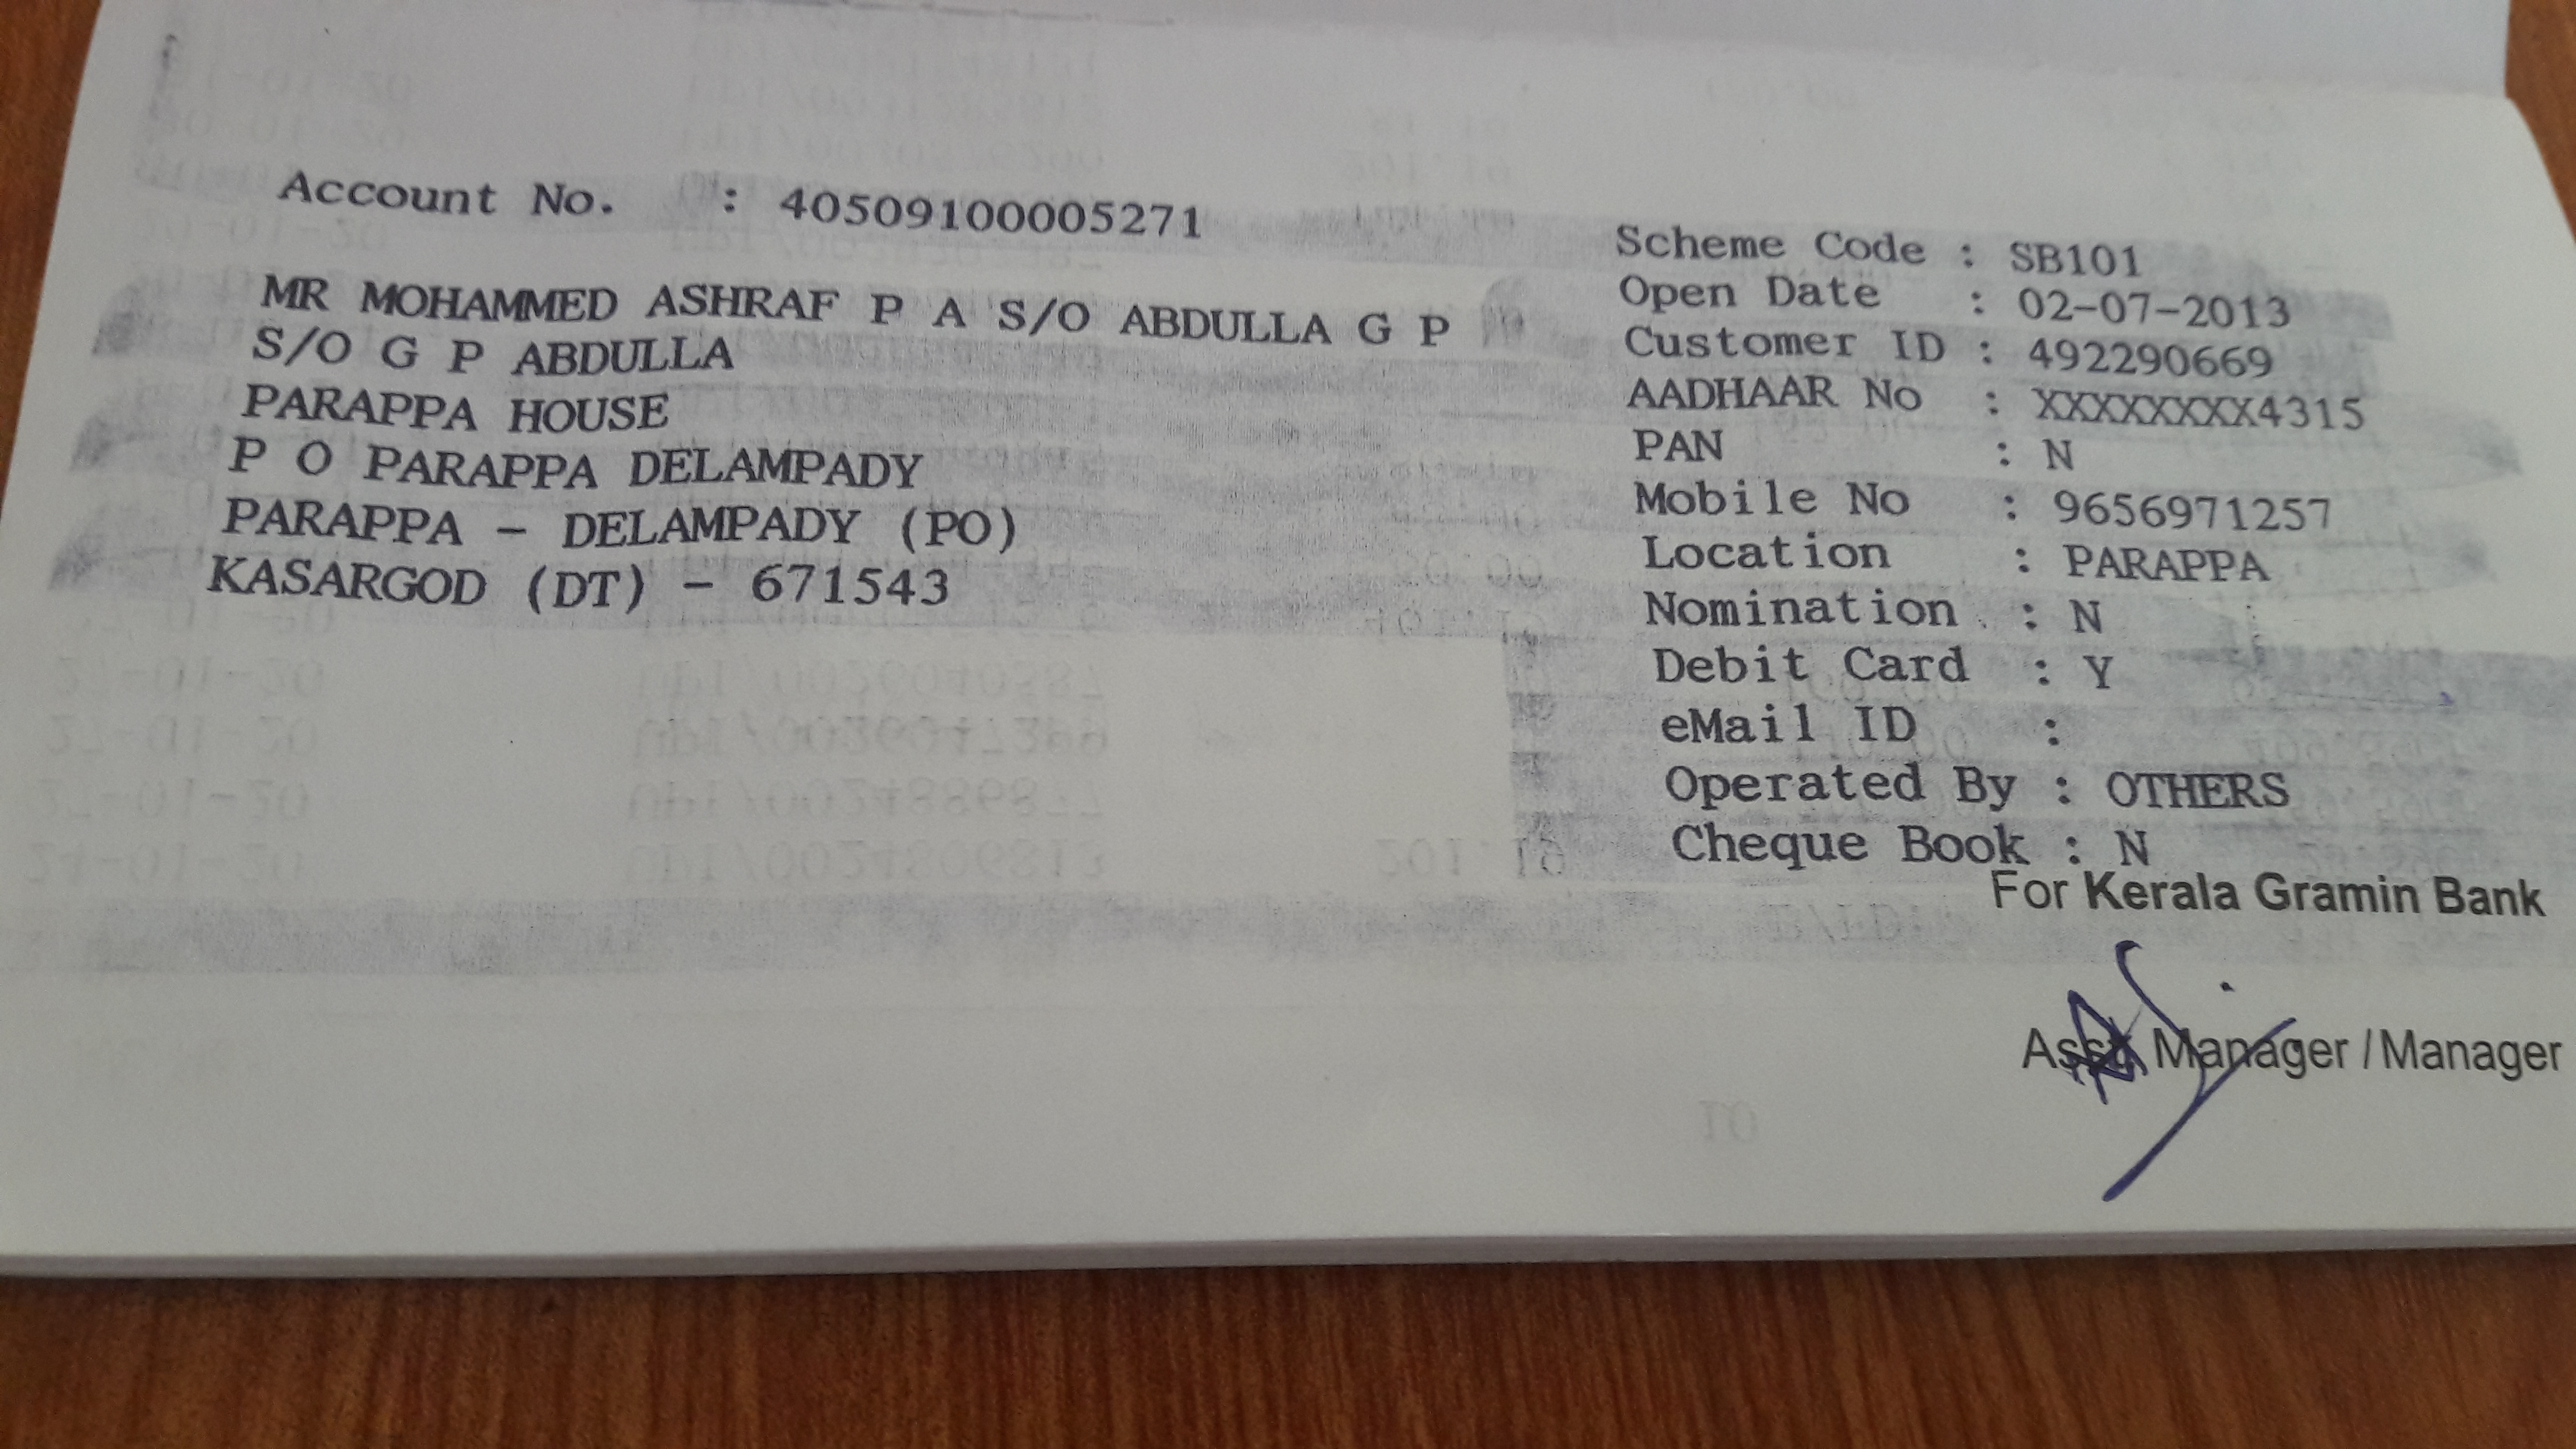 Account No. : 40509100005271
MR MOHAMMED ASHRAF P A S/O ABDULLA G P
S/O G P ABDULLA
PARAPPA HOUSE
P O PARAPPA DELAMPADY
PARAPPA - DELAMPADY (PO)
KASARGOD (DT) - 671543
Scheme Code : SB101
Open Date : 02-07-2013
Customer ID : 4922906669
AADHAAR No : XXXXXXXX4315
PAN : N
Mobile No : 9656971257
Location : PARAPPA
Nomination : N
Debit Card : Y
eMail ID :
Operated By : OTHERS
Cheque Book : N
For Kerala Gramin Bank
Asst. Manager / Manager